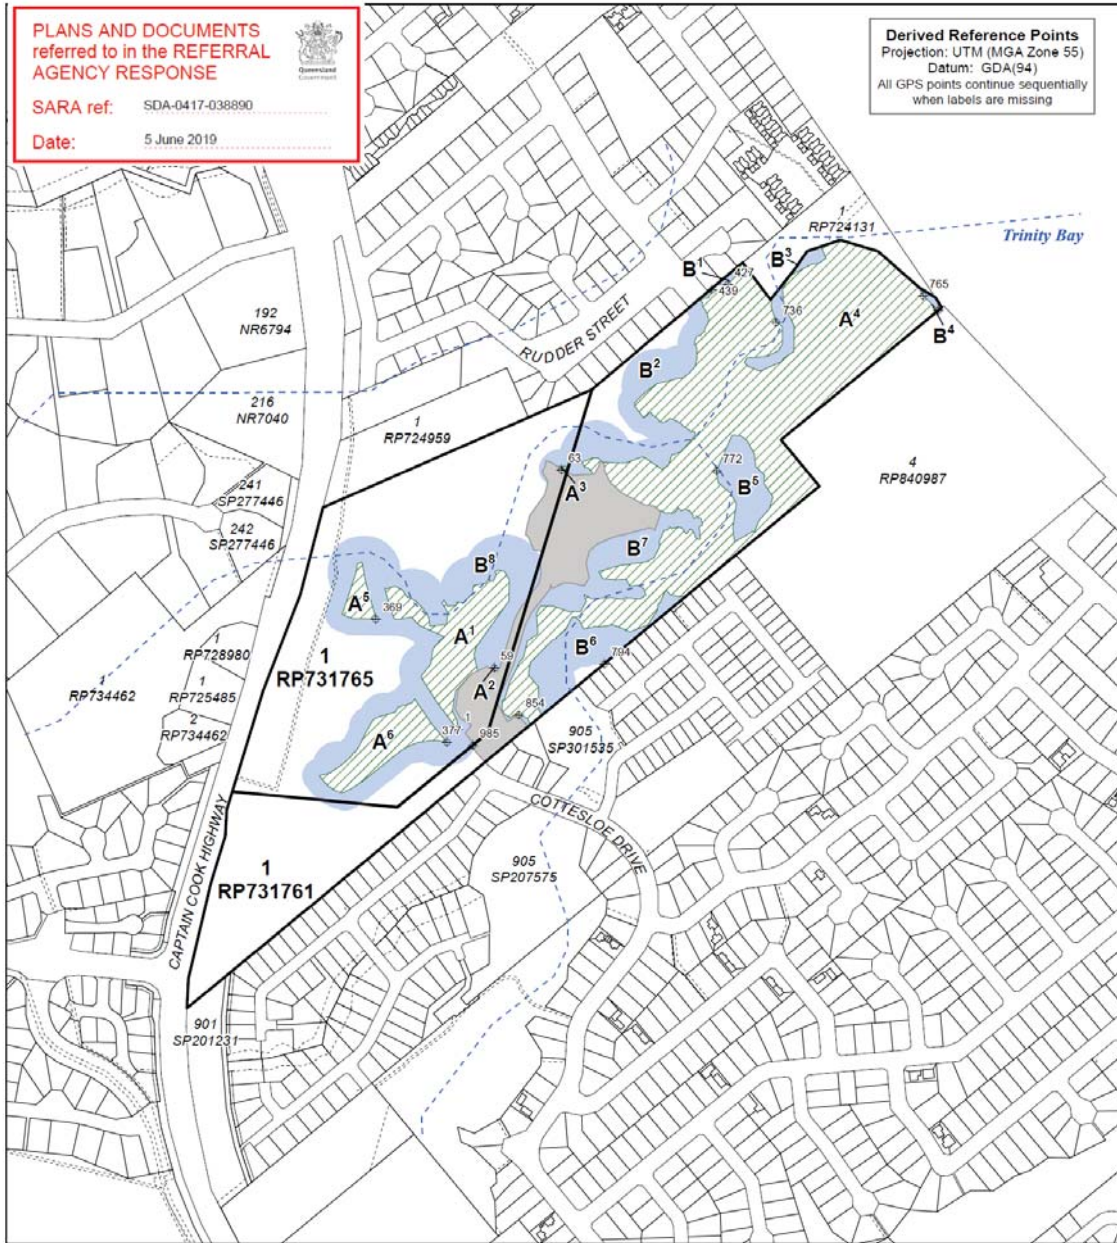 PLANS AND DOCUMENTS
referred to in the REFERRAL
AGENCY RESPONSE
Queensland
Government
SARA ref: SDA-0417-038890
Date: 5 June 2019
Derived Reference Points
Projection: UTM (MGA Zone 55)
Datum: GDA(94)
All GPS points continue sequentially
when labels are missing
1
RP724131
Trinity Bay
B³
B¹
427
439
765
736
A⁴
B⁴
192
NR6794
RUDDER STREET
B²
216
NR7040
1
RP724959
63
A³
772
B⁵
4
RP840987
241
SP277446
242
SP277446
B⁷
B⁸
A⁵
369
A¹
B⁶
794
59
A²
1
RP728980
1
RP731765
1
RP734462
1
RP725485
2
RP734462
854
1
377
985
A⁶
905
SP301535
COTTESLOE DRIVE
CAPTAIN COOK HIGHWAY
1
RP731761
905
SP207575
901
SP201231